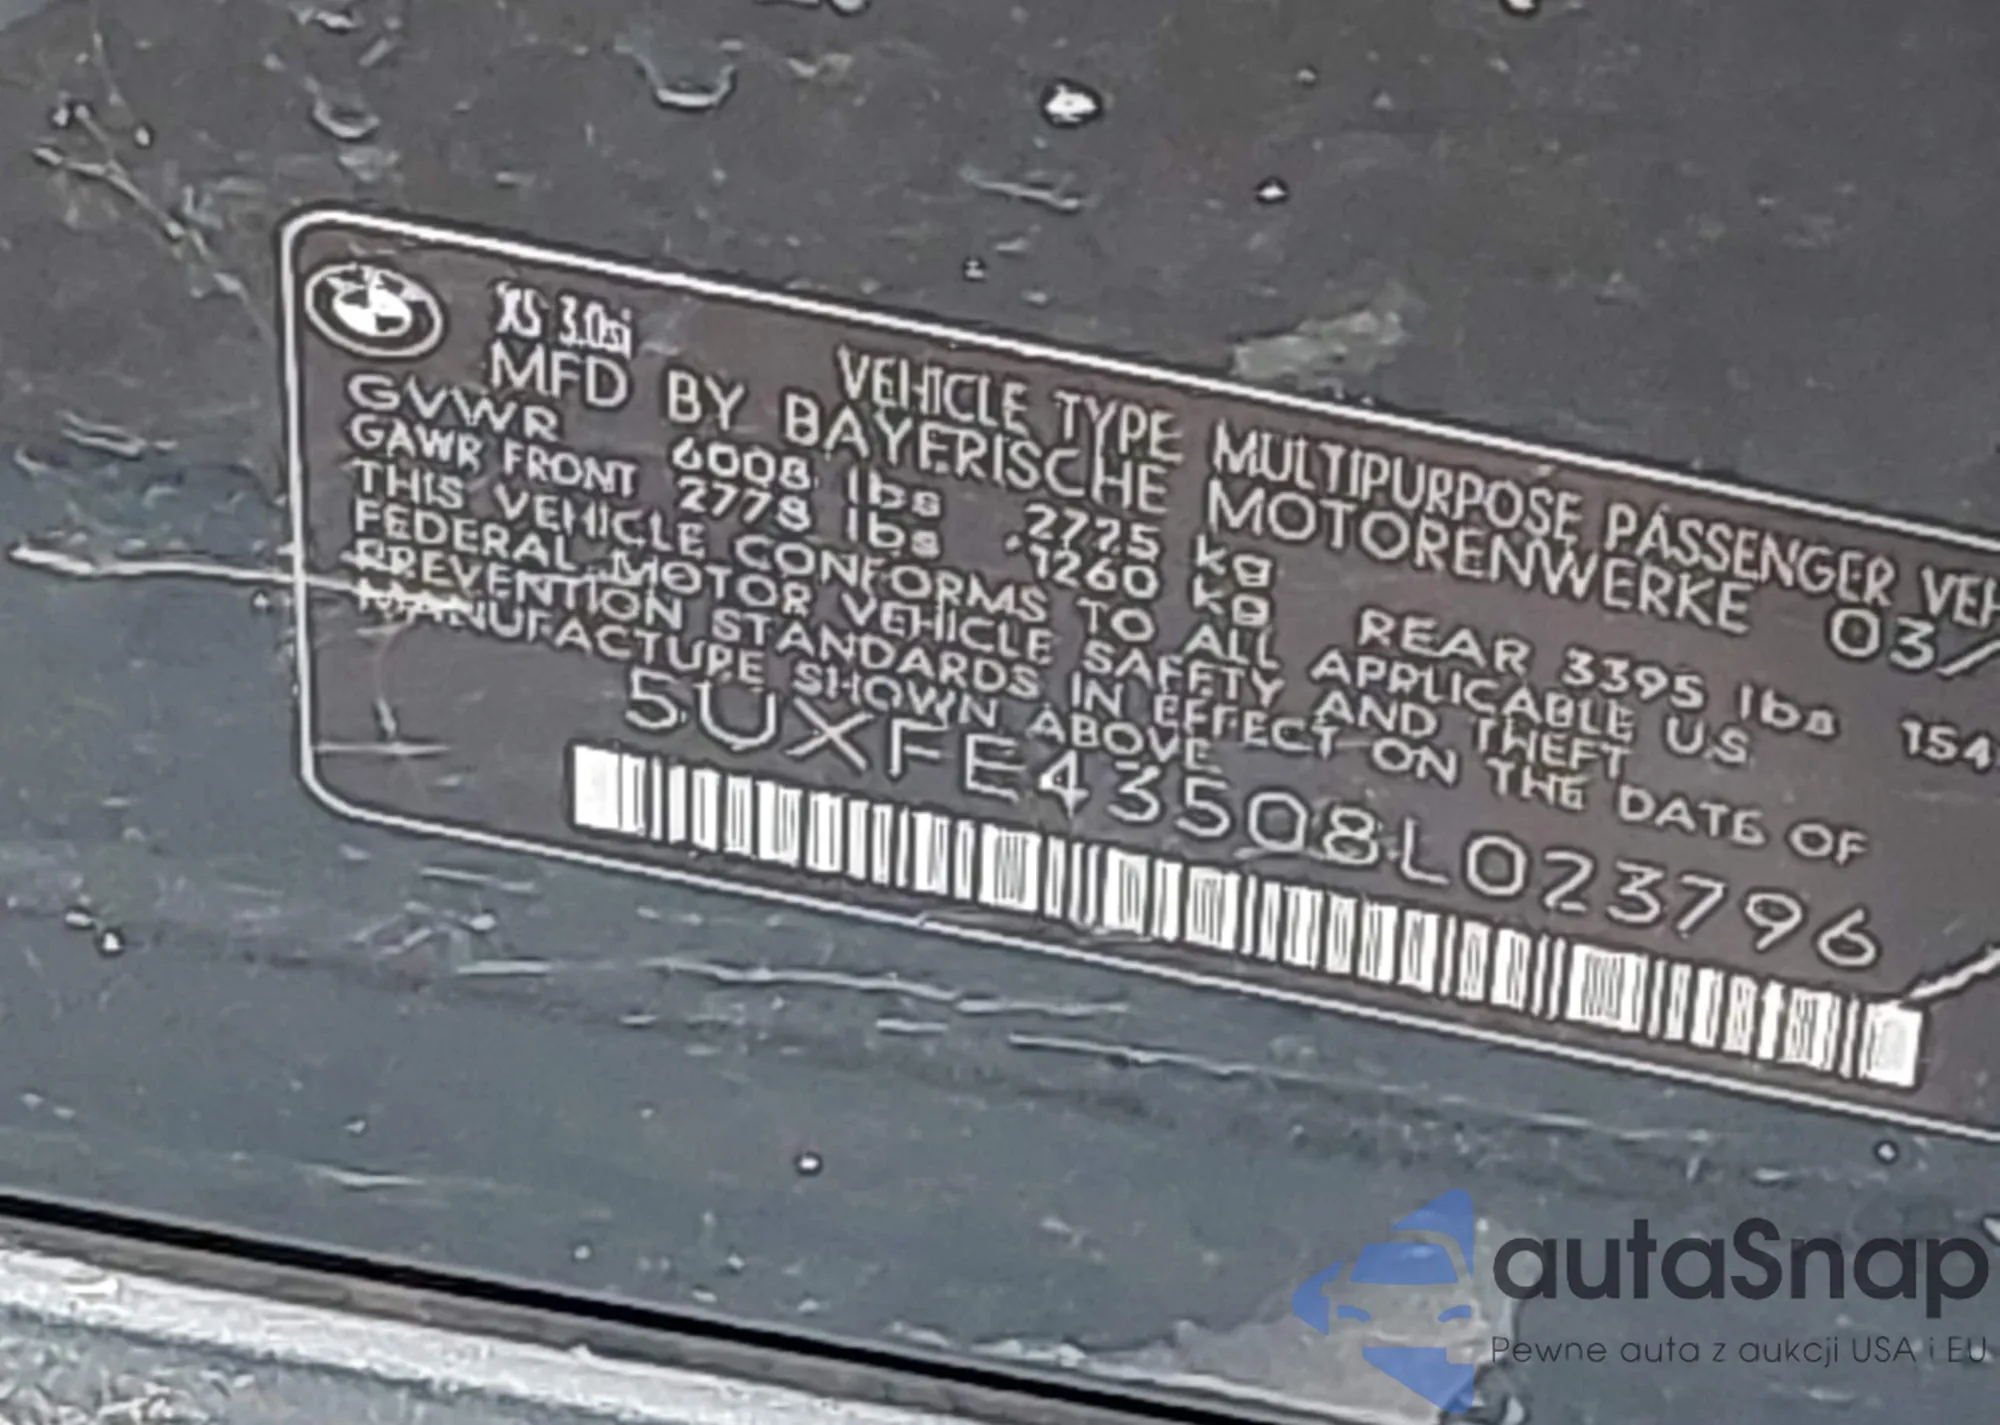 X5 3.0si
VEHICLE TYPE MULTIPURPOSE PASSENGER VEH
MFD BY BAYERISCHE MOTORENWERKE 03/
GVWR 6008 lbs 2725 kg
GAWR FRONT 2778 lbs 1260 kg REAR 3395 lbs 154
THIS VEHICLE CONFORMS TO ALL APPLICABLE US
FEDERAL MOTOR VEHICLE SAFETY AND THEFT
PREVENTION STANDARDS IN EFFECT ON THE DATE OF
MANUFACTURE SHOWN ABOVE
5UXFE43508L023796
autaSnap
Pewne auta z aukcji USA i EU